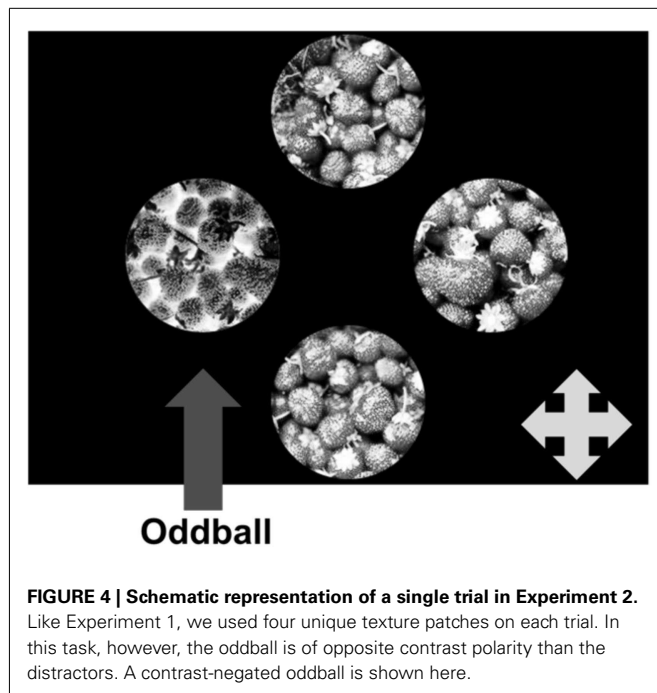 Oddball
FIGURE 4 | Schematic representation of a single trial in Experiment 2.
Like Experiment 1, we used four unique texture patches on each trial. In
this task, however, the oddball is of opposite contrast polarity than the
distractors. A contrast-negated oddball is shown here.